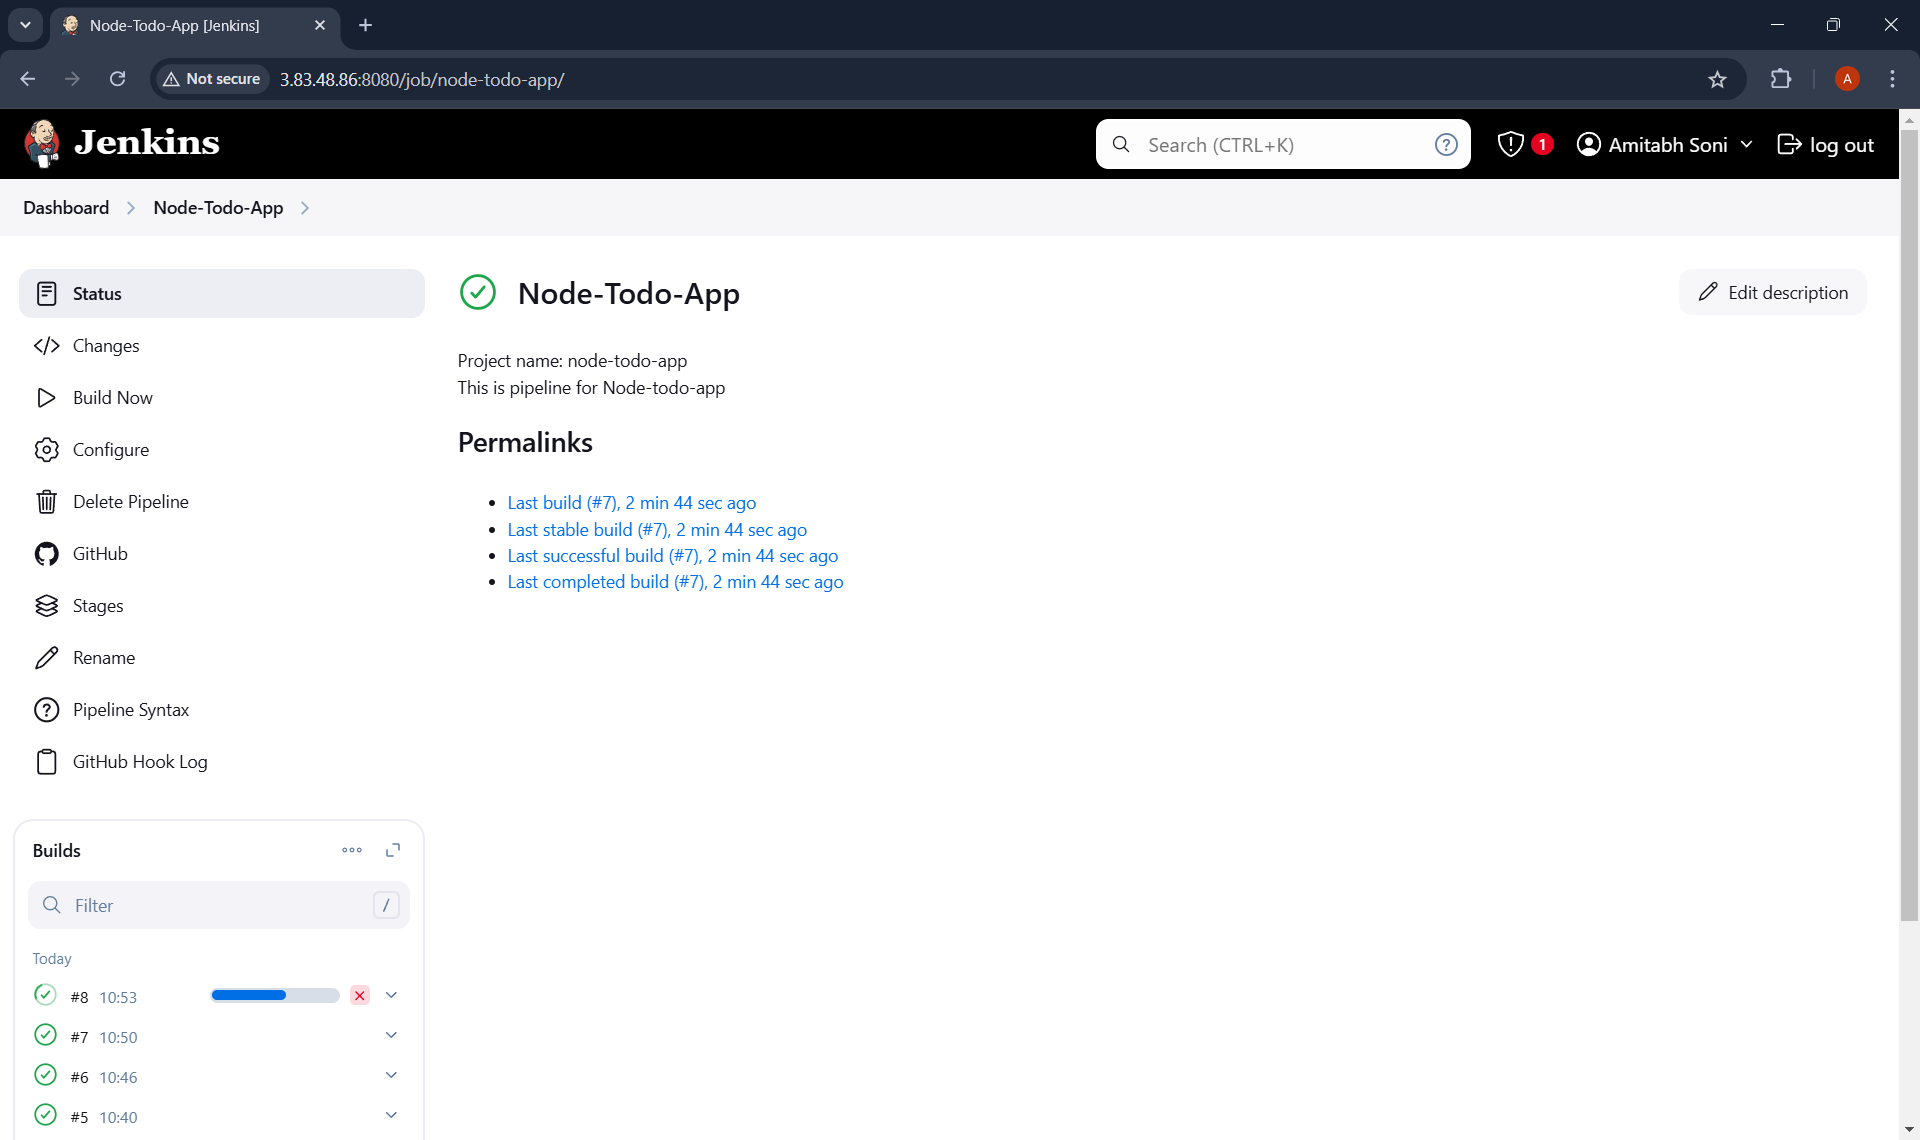 Node-Todo-App [Jenkins]
Not secure 3.83.48.86:8080/job/node-todo-app/
A
Jenkins
Search (CTRL+K)
1
Amitabh Soni
log out
Dashboard
Node-Todo-App
Status
Changes
Build Now
Configure
Delete Pipeline
GitHub
Stages
Rename
Pipeline Syntax
GitHub Hook Log
Node-Todo-App
Edit description
Project name: node-todo-app
This is pipeline for Node-todo-app
Permalinks
Last build (#7), 2 min 44 sec ago
Last stable build (#7), 2 min 44 sec ago
Last successful build (#7), 2 min 44 sec ago
Last completed build (#7), 2 min 44 sec ago
Builds
Filter /
Today
#8 10:53
#7 10:50
#6 10:46
#5 10:40